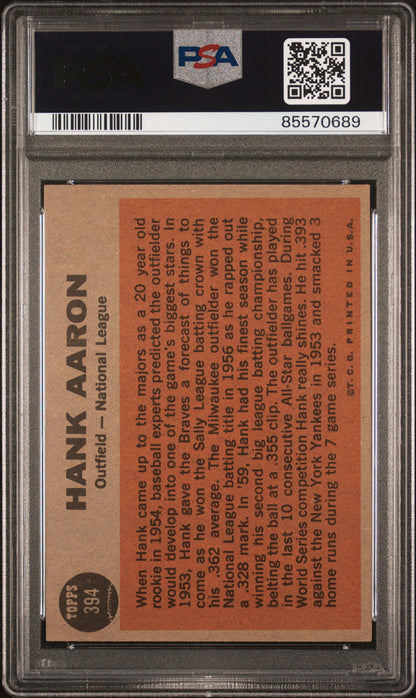 PSA
PSA
85570689
TOPPS
394
HANK AARON
Outfield — National League
When Hank came up to the majors as a 20 year old
rookie in 1954, baseball experts predicted the outfielder
would develop into one of the game's biggest stars. In
1953, Hank gave the Braves a forecast of things to
come as he won the Sally League batting crown with
his .362 average. The Milwaukee outfielder won the
National League batting title in 1956 as he rapped out
a .328 mark. In '59, Hank had his finest season while
winning his second big league batting championship,
belting the ball at a .355 clip. The outfielder has played
in the last 10 consecutive All-Star ballgames. During
World Series competition Hank really shines. He hit .393
against the New York Yankees in 1953 and smacked 3
home runs during the 7 game series.
©T.C.G. PRINTED IN U.S.A.